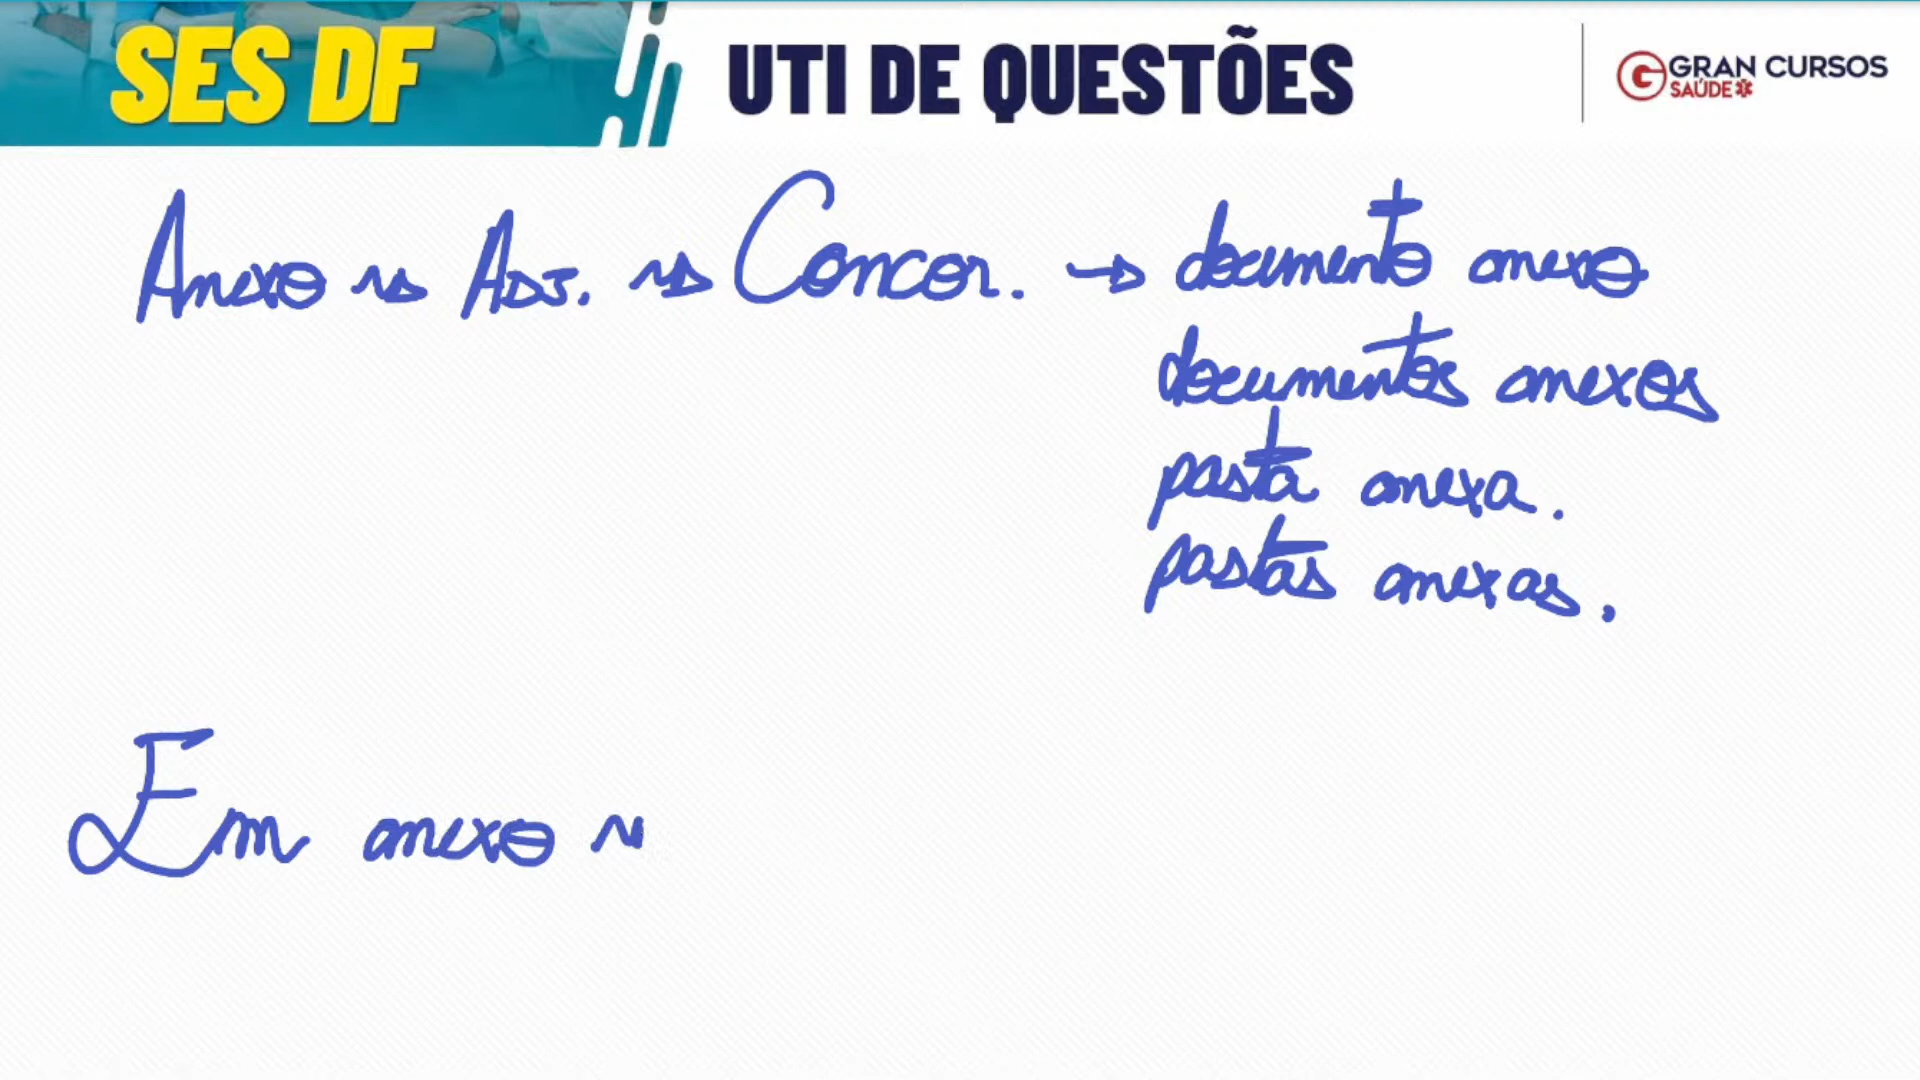 SES DF UTI DE QUESTÕES GRAN CURSOS
SAÚDE
Anexo → ADJ. → Concor. → documento anexo
documentos anexos
pasta anexa.
pastas anexas.
Em anexo